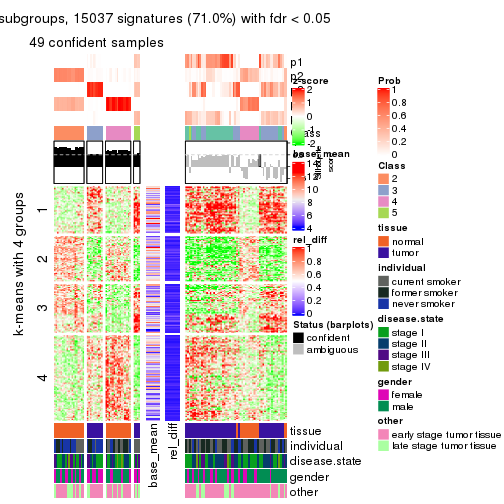 subgroups, 15037 signatures (71.0%) with fdr < 0.05
49 confident samples
p1
p2
z-score
2
1
-1
-2
class
base_mean
14
12
6
4
rel_diff
1
0.8
0.6
0.4
0.2
0
Status (barplots)
confident
ambiguous
Prob
1
0.8
0.6
0.4
0.2
0
Class
2
3
4
5
tissue
normal
tumor
individual
current smoker
former smoker
never smoker
disease.state
stage I
stage II
stage III
stage IV
gender
female
male
other
early stage tumor tissue
late stage tumor tissue
k-means with 4 groups
1
2
3
4
base_mean
rel_diff
tissue
individual
disease.state
gender
other